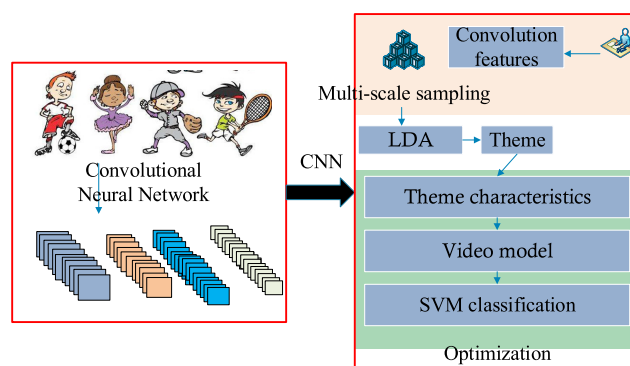 Convolutional
Neural Network
CNN
Convolution
features
Multi-scale sampling
LDA
Theme
Theme characteristics
Video model
SVM classification
Optimization